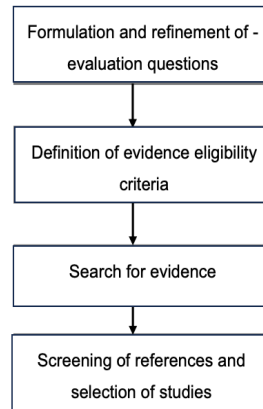 Formulation and refinement of -
evaluation questions
Definition of evidence eligibility
criteria
Search for evidence
Screening of references and
selection of studies